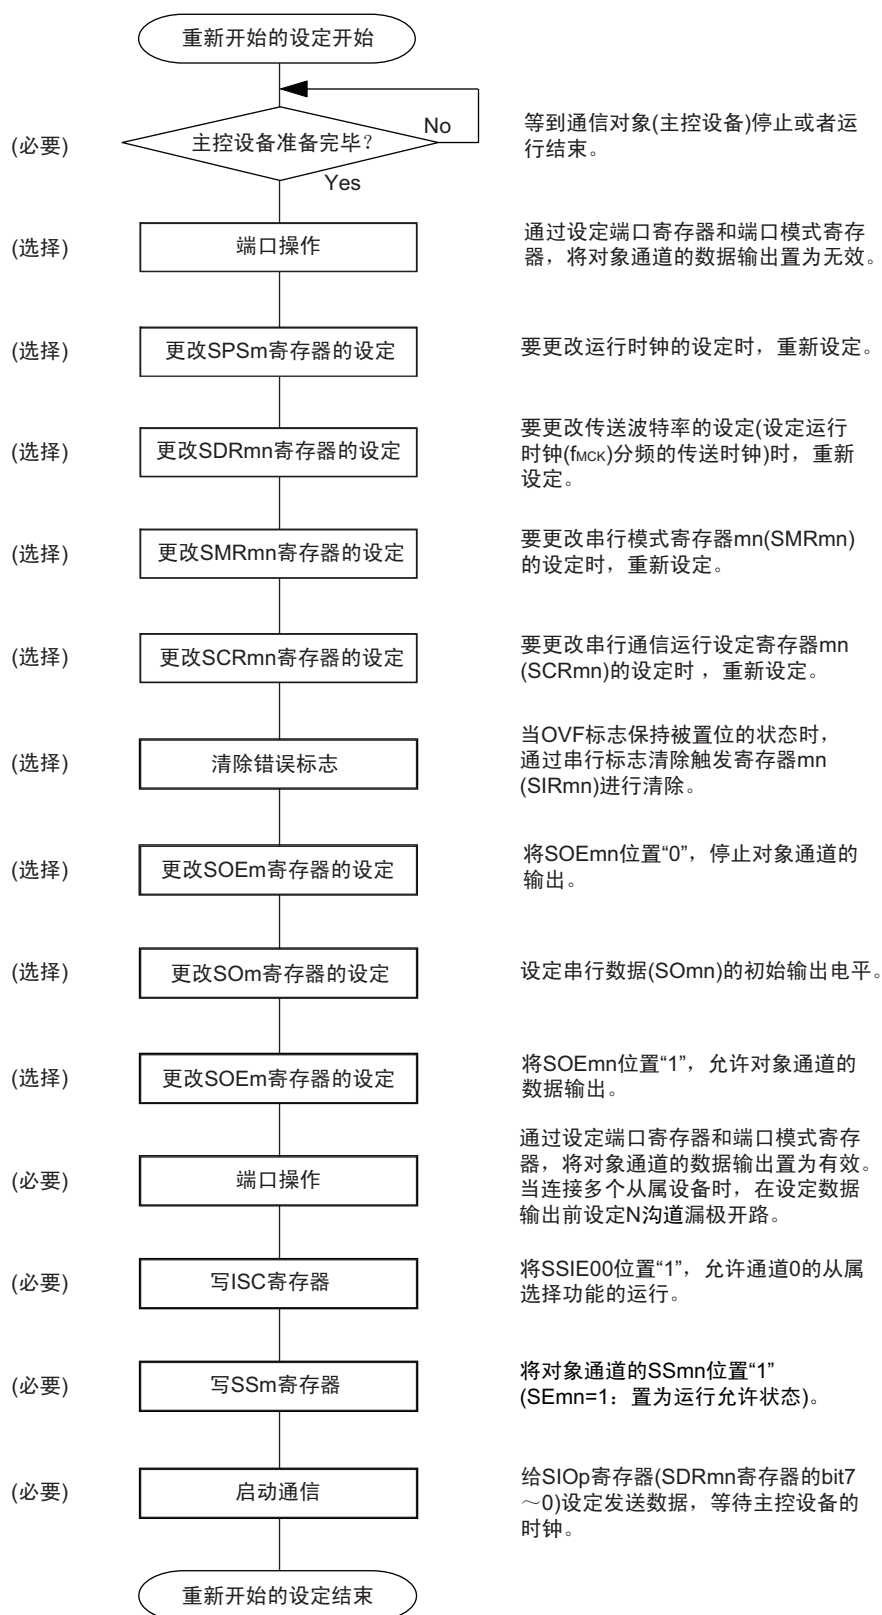 重新开始的设定开始
(必要)
主控设备准备完毕？
No
Yes
等到通信对象(主控设备)停止或者运
行结束。
(选择)
端口操作
通过设定端口寄存器和端口模式寄存
器，将对象通道的数据输出置为无效。
(选择)
更改SPSm寄存器的设定
要更改运行时钟的设定时，重新设定。
(选择)
更改SDRmn寄存器的设定
要更改传送波特率的设定(设定运行
时钟(fMCK)分频的传送时钟)时，重新
设定。
(选择)
更改SMRmn寄存器的设定
要更改串行模式寄存器mn(SMRmn)
的设定时，重新设定。
(选择)
更改SCRmn寄存器的设定
要更改串行通信运行设定寄存器mn
(SCRmn)的设定时，重新设定。
(选择)
清除错误标志
当OVF标志保持被置位的状态时，
通过串行标志清除触发寄存器mn
(SIRmn)进行清除。
(选择)
更改SOEm寄存器的设定
将SOEmn位置“0”，停止对象通道的
输出。
(选择)
更改SOm寄存器的设定
设定串行数据(SOmn)的初始输出电平。
(选择)
更改SOEm寄存器的设定
将SOEmn位置“1”，允许对象通道的
数据输出。
(必要)
端口操作
通过设定端口寄存器和端口模式寄存
器，将对象通道的数据输出置为有效。
当连接多个从属设备时，在设定数据
输出前设定N沟道漏极开路。
(必要)
写ISC寄存器
将SSIE00位置“1”，允许通道0的从属
选择功能的运行。
(必要)
写SSm寄存器
将对象通道的SSmn位置“1”
(SEmn=1：置为运行允许状态)。
(必要)
启动通信
给SIOp寄存器(SDRmn寄存器的bit7
～0)设定发送数据，等待主控设备的
时钟。
重新开始的设定结束